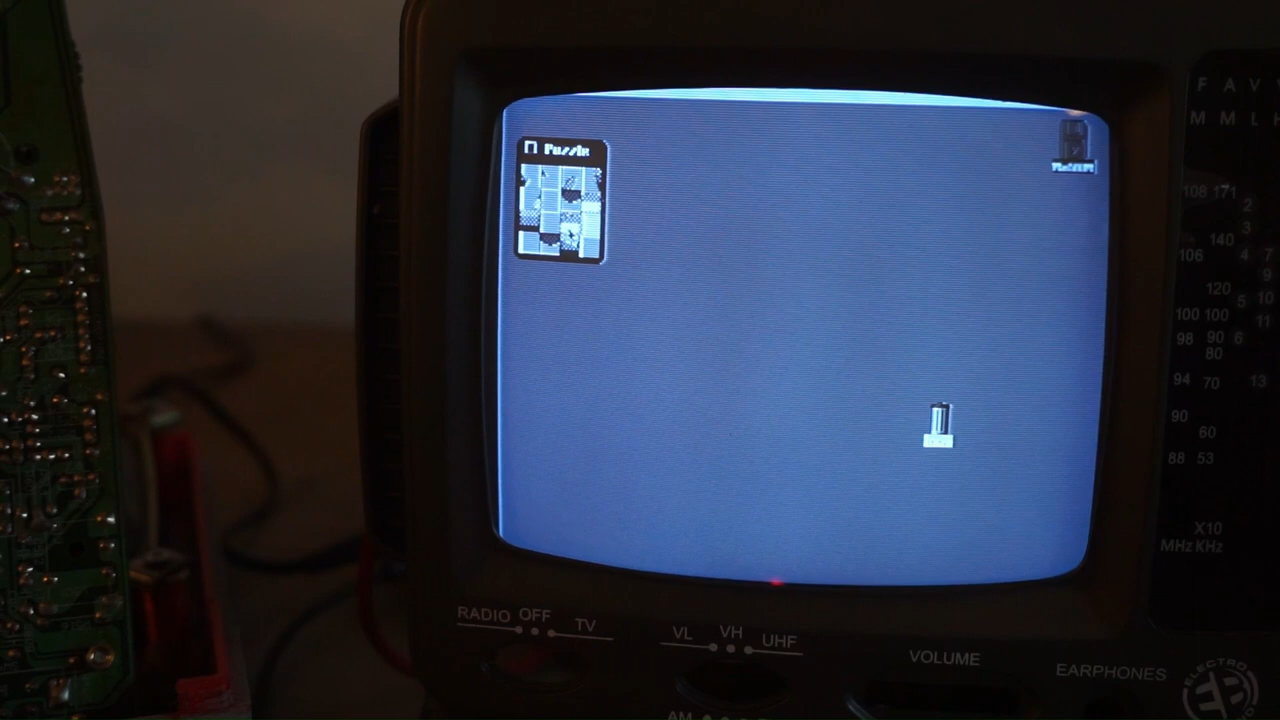 Puzzle
F A V
M M L H
108 171
2
3
140
106 4 7
9
120
5 10
100 100
11
98 90 6
80
94 70 13
90
60
88 53
X10
MHz KHz
RADIO OFF TV
VL VH UHF
VOLUME
EARPHONES
AM
ELECTRO